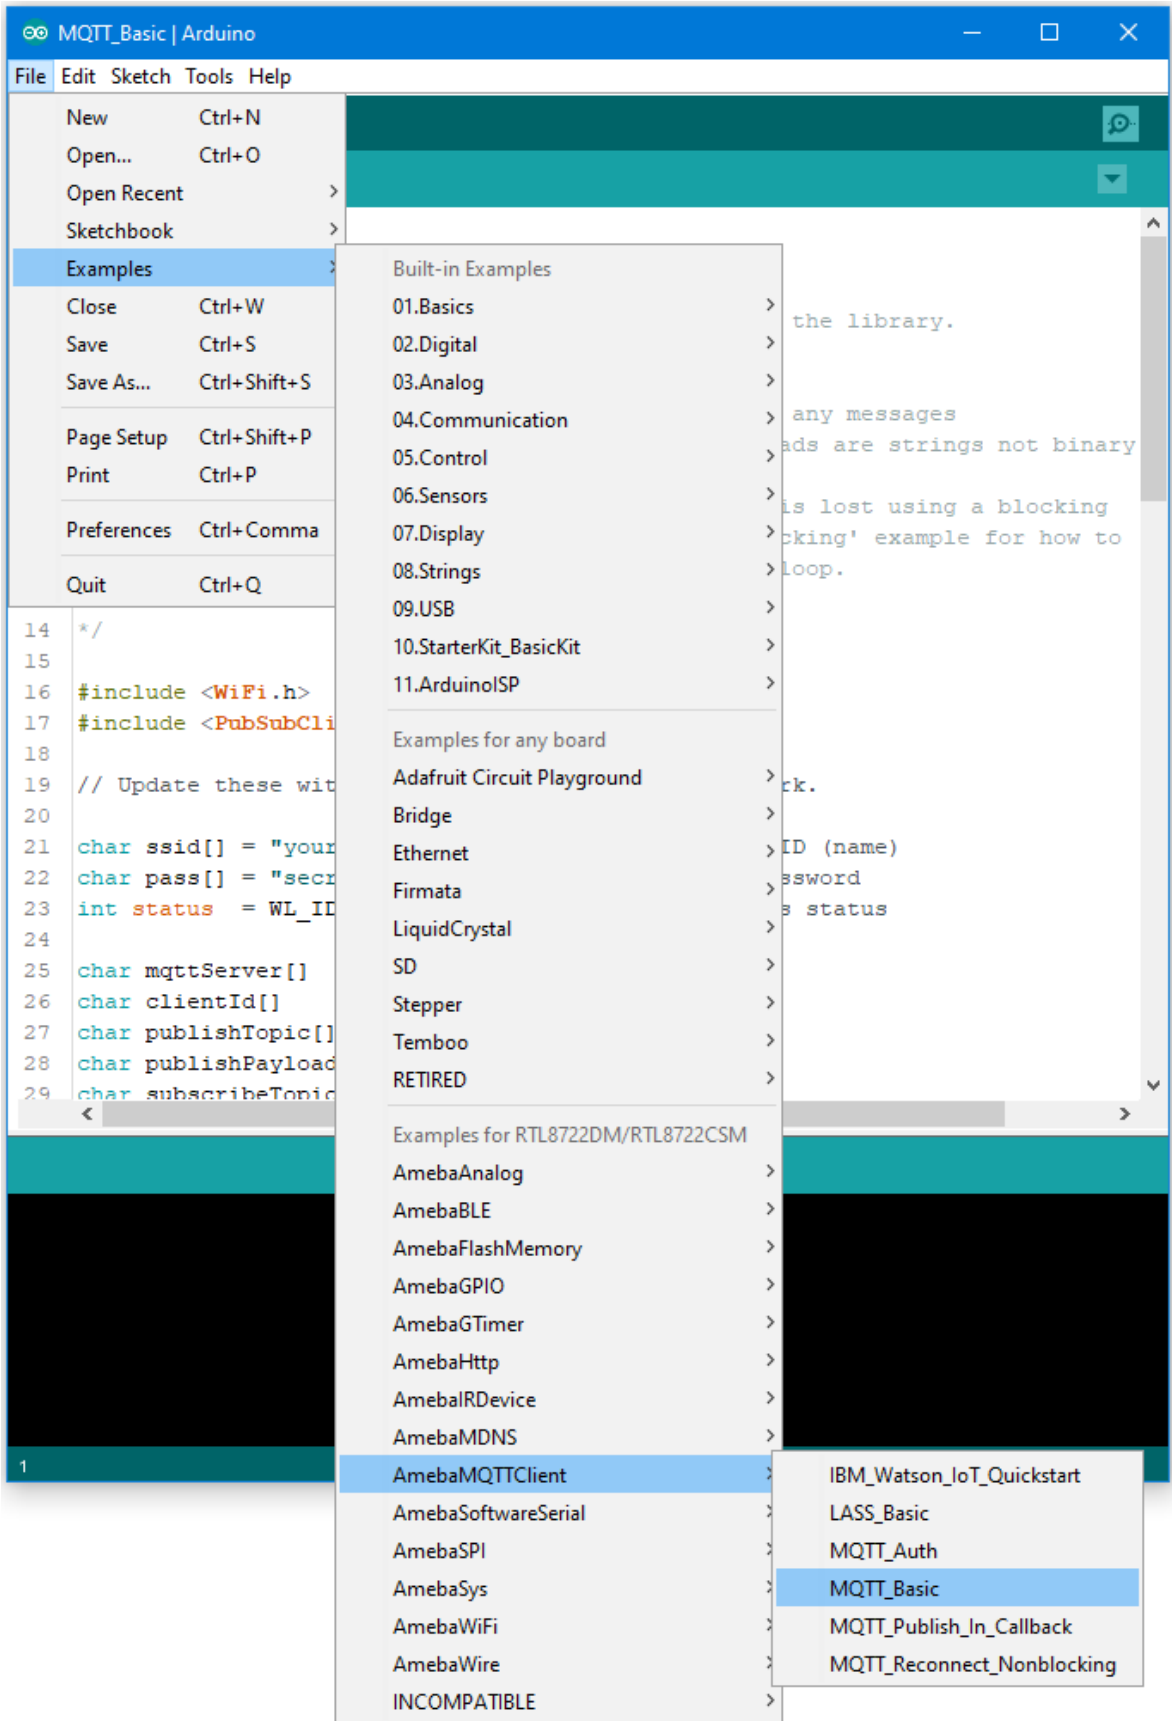 MQTT_Basic | Arduino
File Edit Sketch Tools Help
New Ctrl+N
Open... Ctrl+O
Open Recent
Sketchbook
Examples
Close Ctrl+W
Save Ctrl+S
Save As... Ctrl+Shift+S
Page Setup Ctrl+Shift+P
Print Ctrl+P
Preferences Ctrl+Comma
Quit Ctrl+Q
Built-in Examples
01.Basics
02.Digital
03.Analog
04.Communication
05.Control
06.Sensors
07.Display
08.Strings
09.USB
10.StarterKit_BasicKit
11.ArduinoISP
Examples for any board
Adafruit Circuit Playground
Bridge
Ethernet
Firmata
LiquidCrystal
SD
Stepper
Temboo
RETIRED
Examples for RTL8722DM/RTL8722CSM
AmebaAnalog
AmebaBLE
AmebaFlashMemory
AmebaGPIO
AmebaGTimer
AmebaHttp
AmebaIRDevice
AmebaMDNS
AmebaMQTTClient
AmebaSoftwareSerial
AmebaSPI
AmebaSys
AmebaWiFi
AmebaWire
INCOMPATIBLE
IBM_Watson_IoT_Quickstart
LASS_Basic
MQTT_Auth
MQTT_Basic
MQTT_Publish_In_Callback
MQTT_Reconnect_Nonblocking
the library.
any messages
ads are strings not binary
is lost using a blocking
cking' example for how to
loop.
14 */
15
16 #include <WiFi.h>
17 #include <PubSubCli
18
19 // Update these wit rk.
20
21 char ssid[] = "your ID (name)
22 char pass[] = "secr ssword
23 int status = WL_ID s status
24
25 char mqttServer[]
26 char clientId[]
27 char publishTopic[]
28 char publishPayload
29 char subscribeTopic
1